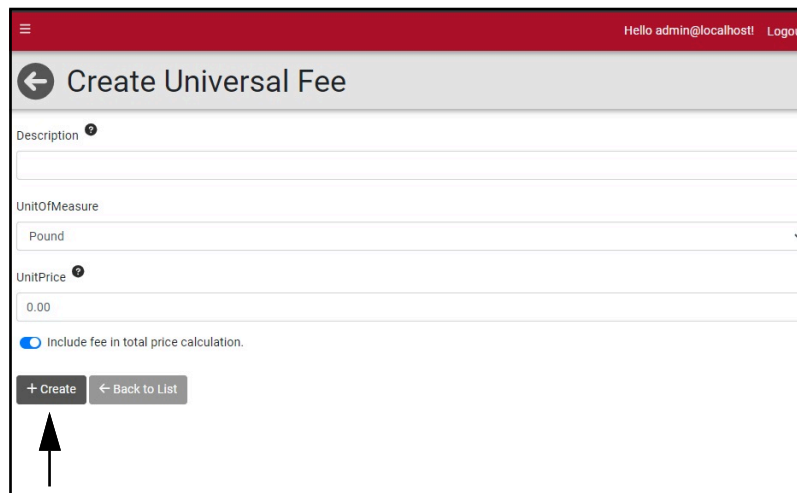 Hello admin@localhost! Logou
Create Universal Fee
Description
UnitOfMeasure
Pound
UnitPrice
0.00
Include fee in total price calculation.
+ Create ← Back to List